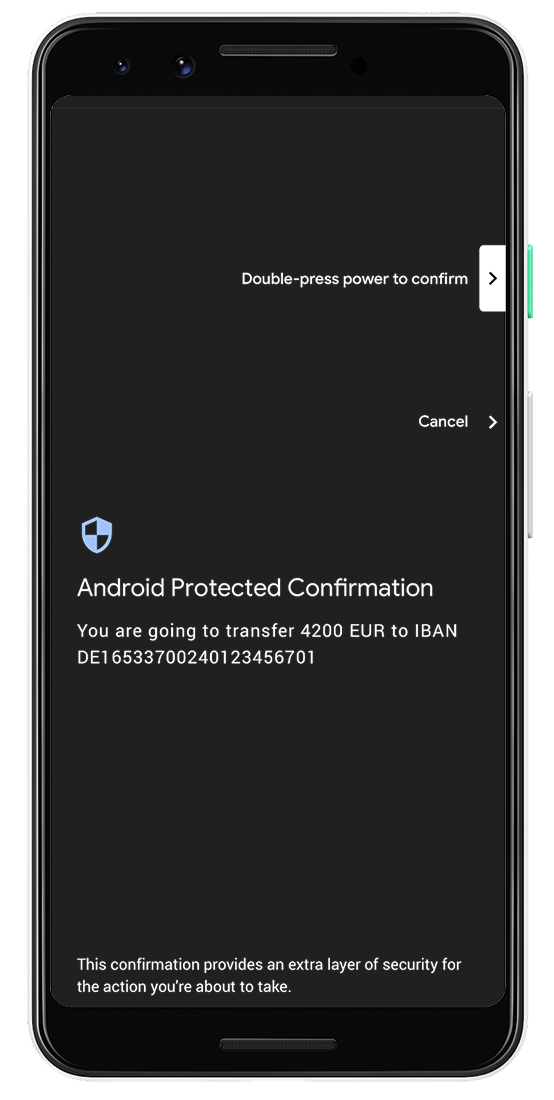 Double-press power to confirm
Cancel
Android Protected Confirmation
You are going to transfer 4200 EUR to IBAN
DE16533700240123456701
This confirmation provides an extra layer of security for
the action you're about to take.